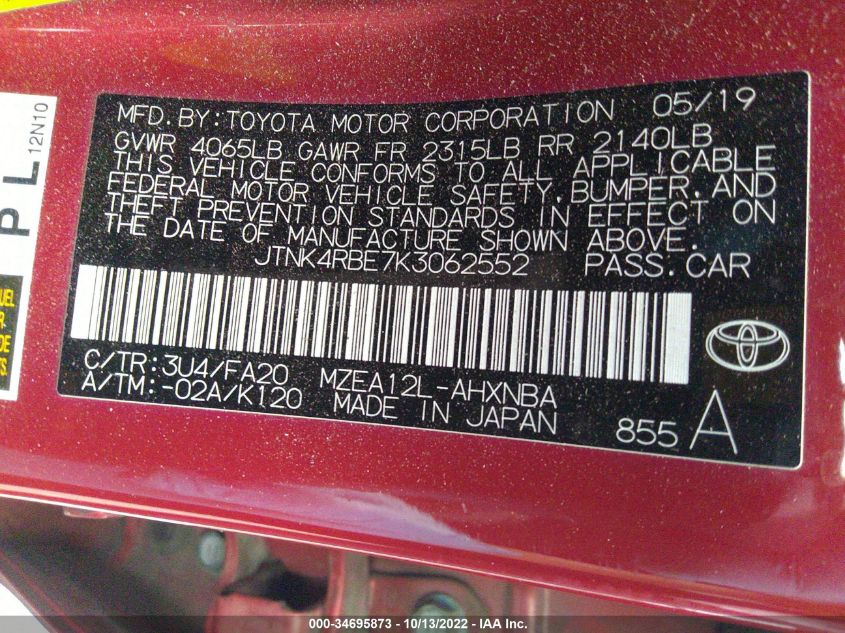 MFD. BY: TOYOTA MOTOR CORPORATION 05/19
GVWR 4065LB GAWR FR 2315LB RR 2140LB
THIS VEHICLE CONFORMS TO ALL APPLICABLE
FEDERAL MOTOR VEHICLE SAFETY, BUMPER, AND
THEFT PREVENTION STANDARDS IN EFFECT ON
THE DATE OF MANUFACTURE SHOWN ABOVE.
JTNK4RBE7K3062552 PASS. CAR
C/TR: 3U4/FA20 MZEA12L-AHXNBA
A/TM: -02A/K120 MADE IN JAPAN
855 A
P L
12N10
000-34695873 - 10/13/2022 - IAA Inc.